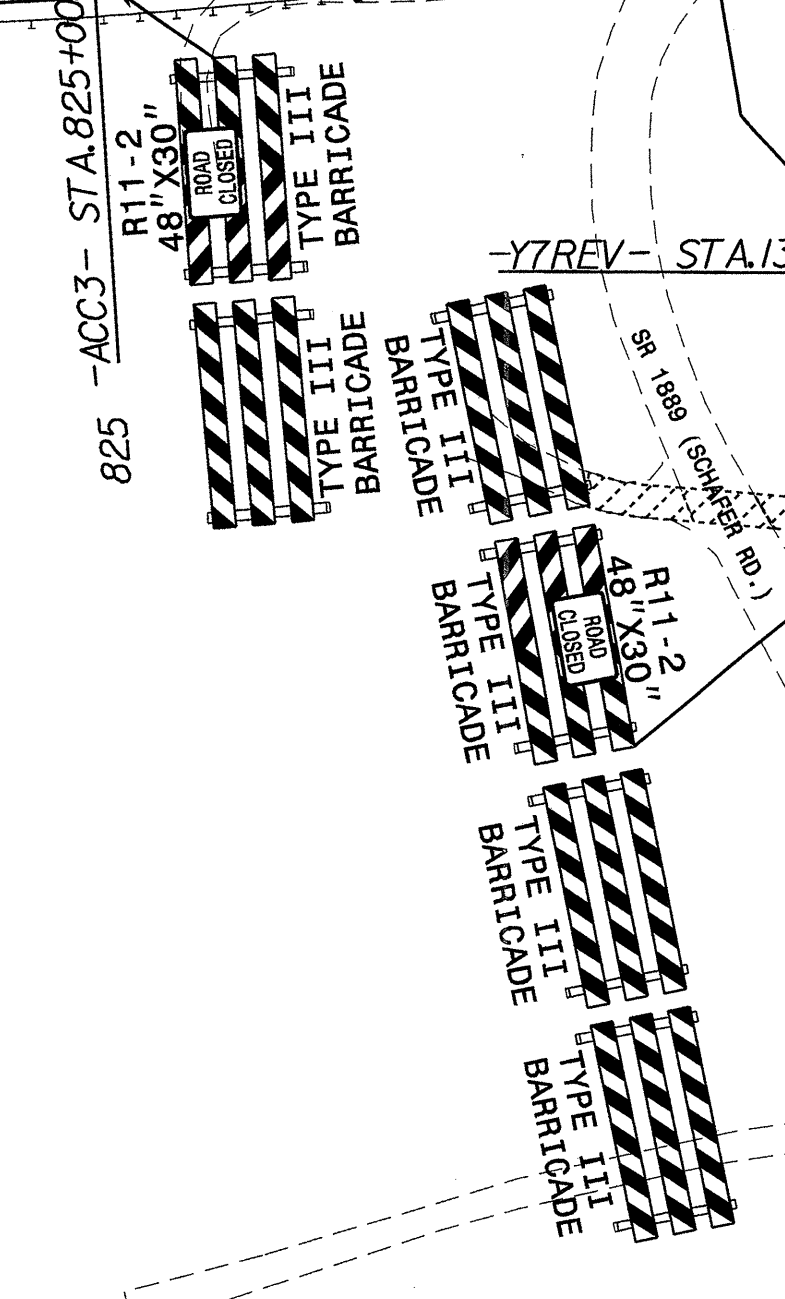 825
-ACC3- STA.825+00
R11-2
48"X30"
ROAD
CLOSED
TYPE III
BARRICADE
TYPE III
BARRICADE
-Y7REV- STA.13
SR 1889 (SCHAFER RD.)
TYPE III
BARRICADE
R11-2
48"X30"
ROAD
CLOSED
TYPE III
BARRICADE
TYPE III
BARRICADE
TYPE III
BARRICADE